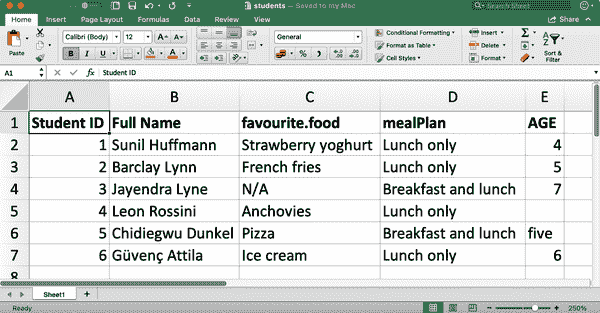 students — Saved to my Mac
Home Insert Page Layout Formulas Data Review View Share
Paste Calibri (Body) 12 General Conditional Formatting Insert
Format as Table Delete
B I U Cell Styles Format Sort & Filter
A1 fx Student ID
A B C D E
1 Student ID Full Name favourite.food mealPlan AGE
2 1 Sunil Huffmann Strawberry yoghurt Lunch only 4
3 2 Barclay Lynn French fries Lunch only 5
4 3 Jayendra Lyne N/A Breakfast and lunch 7
5 4 Leon Rossini Anchovies Lunch only
6 5 Chidiegwu Dunkel Pizza Breakfast and lunch five
7 6 Güvenç Attila Ice cream Lunch only 6
8
Sheet1
Ready 250%